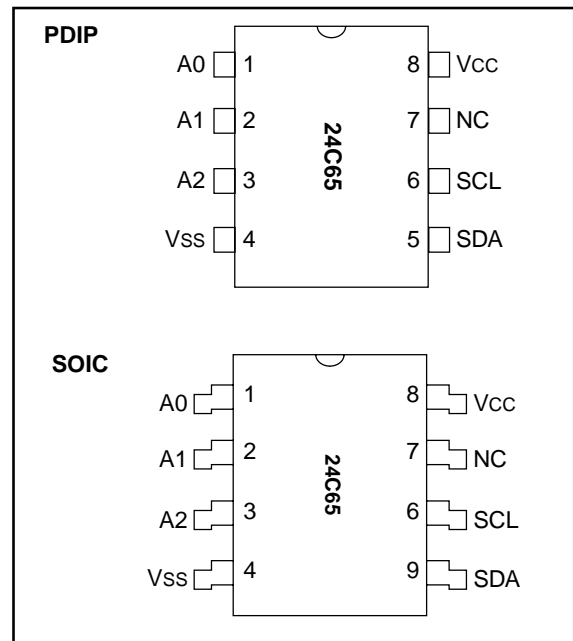 PDIP
A0 1 8 VCC
A1 2 7 NC
24C65
A2 3 6 SCL
VSS 4 5 SDA
SOIC
A0 1 8 VCC
A1 2 7 NC
24C65
A2 3 6 SCL
VSS 4 9 SDA